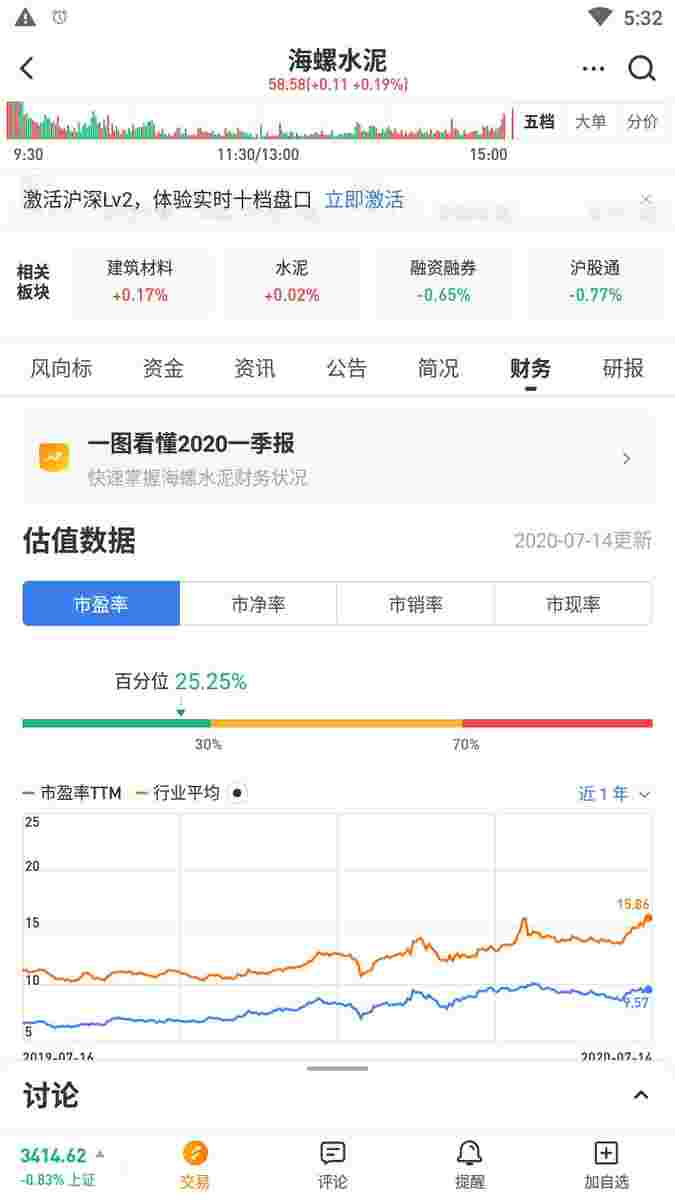 5:32
海螺水泥
58.58(+0.11 +0.19%)
五档 大单 分价
9:30 11:30/13:00 15:00
激活沪深Lv2，体验实时十档盘口 立即激活
相关板块
建筑材料 水泥 融资融券 沪股通
+0.17% +0.02% -0.65% -0.77%
风向标 资金 资讯 公告 简况 财务 研报
一图看懂2020一季报
快速掌握海螺水泥财务状况
估值数据 2020-07-14更新
市盈率 市净率 市销率 市现率
百分位 25.25%
30% 70%
市盈率TTM 行业平均 近1年
25
20
15.86
15
10
9.57
5
2019-07-16 2020-07-14
讨论
3414.62
-0.83% 上证
交易 评论 提醒 加自选